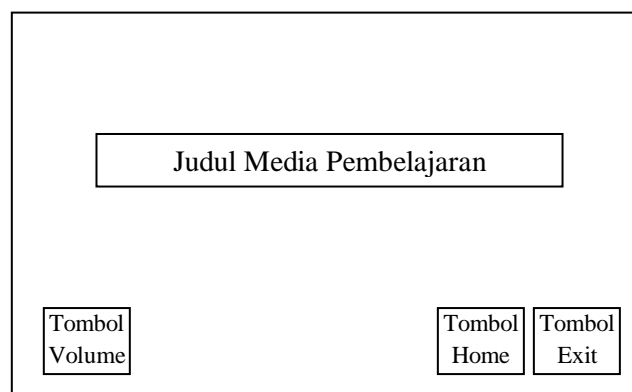 Judul Media Pembelajaran
Tombol
Volume
Tombol
Home
Tombol
Exit